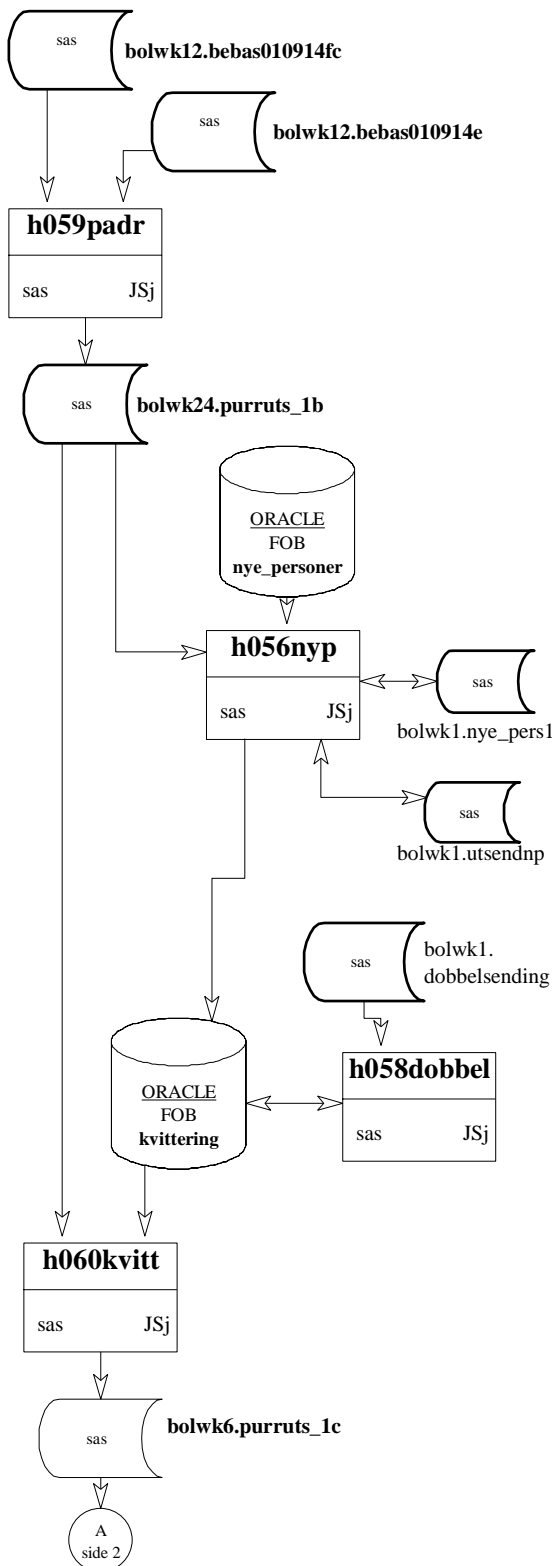 sas
bolwk12.bebas010914fc
sas
bolwk12.bebas010914e
h059padr
sas JSj
sas
bolwk24.purruts_1b
ORACLE
FOB
nye_personer
h056nyp
sas JSj
sas
bolwk1.nye_pers1
sas
bolwk1.utsendnp
sas
bolwk1.
dobbelsending
h058dobbel
sas JSj
ORACLE
FOB
kvittering
h060kvitt
sas JSj
sas
bolwk6.purruts_1c
A
side 2